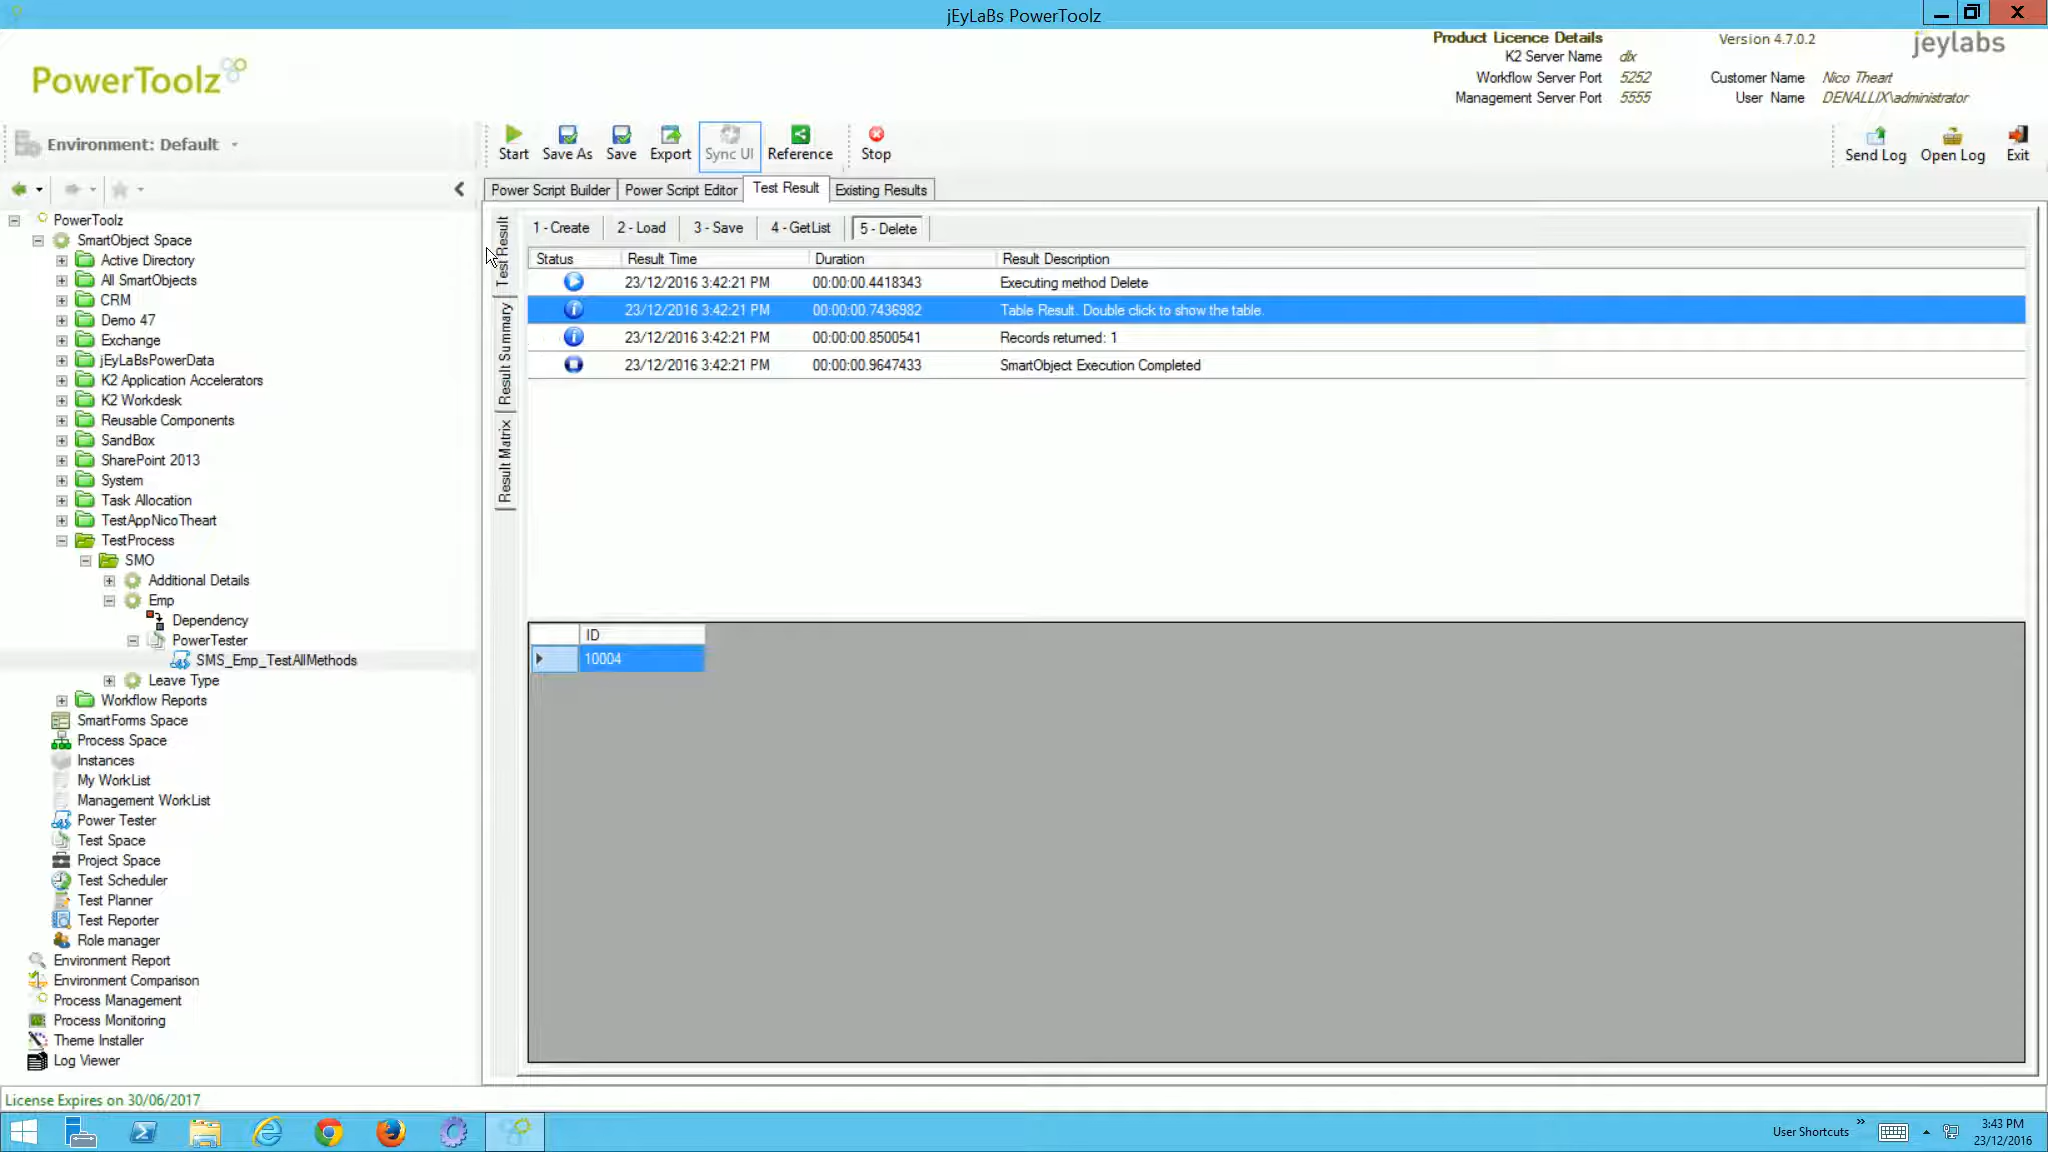 jEyLaBs PowerToolz
PowerToolz
Product Licence Details
K2 Server Name dlx
Workflow Server Port 5252
Management Server Port 5555
Version 4.7.0.2
Customer Name Nico Theart
User Name DENALLIX\administrator
jeylabs
Environment: Default
Start
Save As
Save
Export
Sync UI
Reference
Stop
Send Log
Open Log
Exit
Power Script Builder
Power Script Editor
Test Result
Existing Results
PowerToolz
SmartObject Space
Active Directory
All SmartObjects
CRM
Demo 47
Exchange
jEyLaBsPowerData
K2 Application Accelerators
K2 Workdesk
Reusable Components
SandBox
SharePoint 2013
System
Task Allocation
TestAppNicoTheart
TestProcess
SMO
Additional Details
Emp
Dependency
PowerTester
SMS_Emp_TestAllMethods
Leave Type
Workflow Reports
SmartForms Space
Process Space
Instances
My WorkList
Management WorkList
Power Tester
Test Space
Project Space
Test Scheduler
Test Planner
Test Reporter
Role manager
Environment Report
Environment Comparison
Process Management
Process Monitoring
Theme Installer
Log Viewer
Test Result
Result Summary
Result Matrix
1 - Create
2 - Load
3 - Save
4 - GetList
5 - Delete
Status Result Time Duration Result Description
23/12/2016 3:42:21 PM 00:00:00.4418343 Executing method Delete
23/12/2016 3:42:21 PM 00:00:00.7436982 Table Result. Double click to show the table.
23/12/2016 3:42:21 PM 00:00:00.8500541 Records returned: 1
23/12/2016 3:42:21 PM 00:00:00.9647433 SmartObject Execution Completed
ID
10004
License Expires on 30/06/2017
User Shortcuts
3:43 PM
23/12/2016